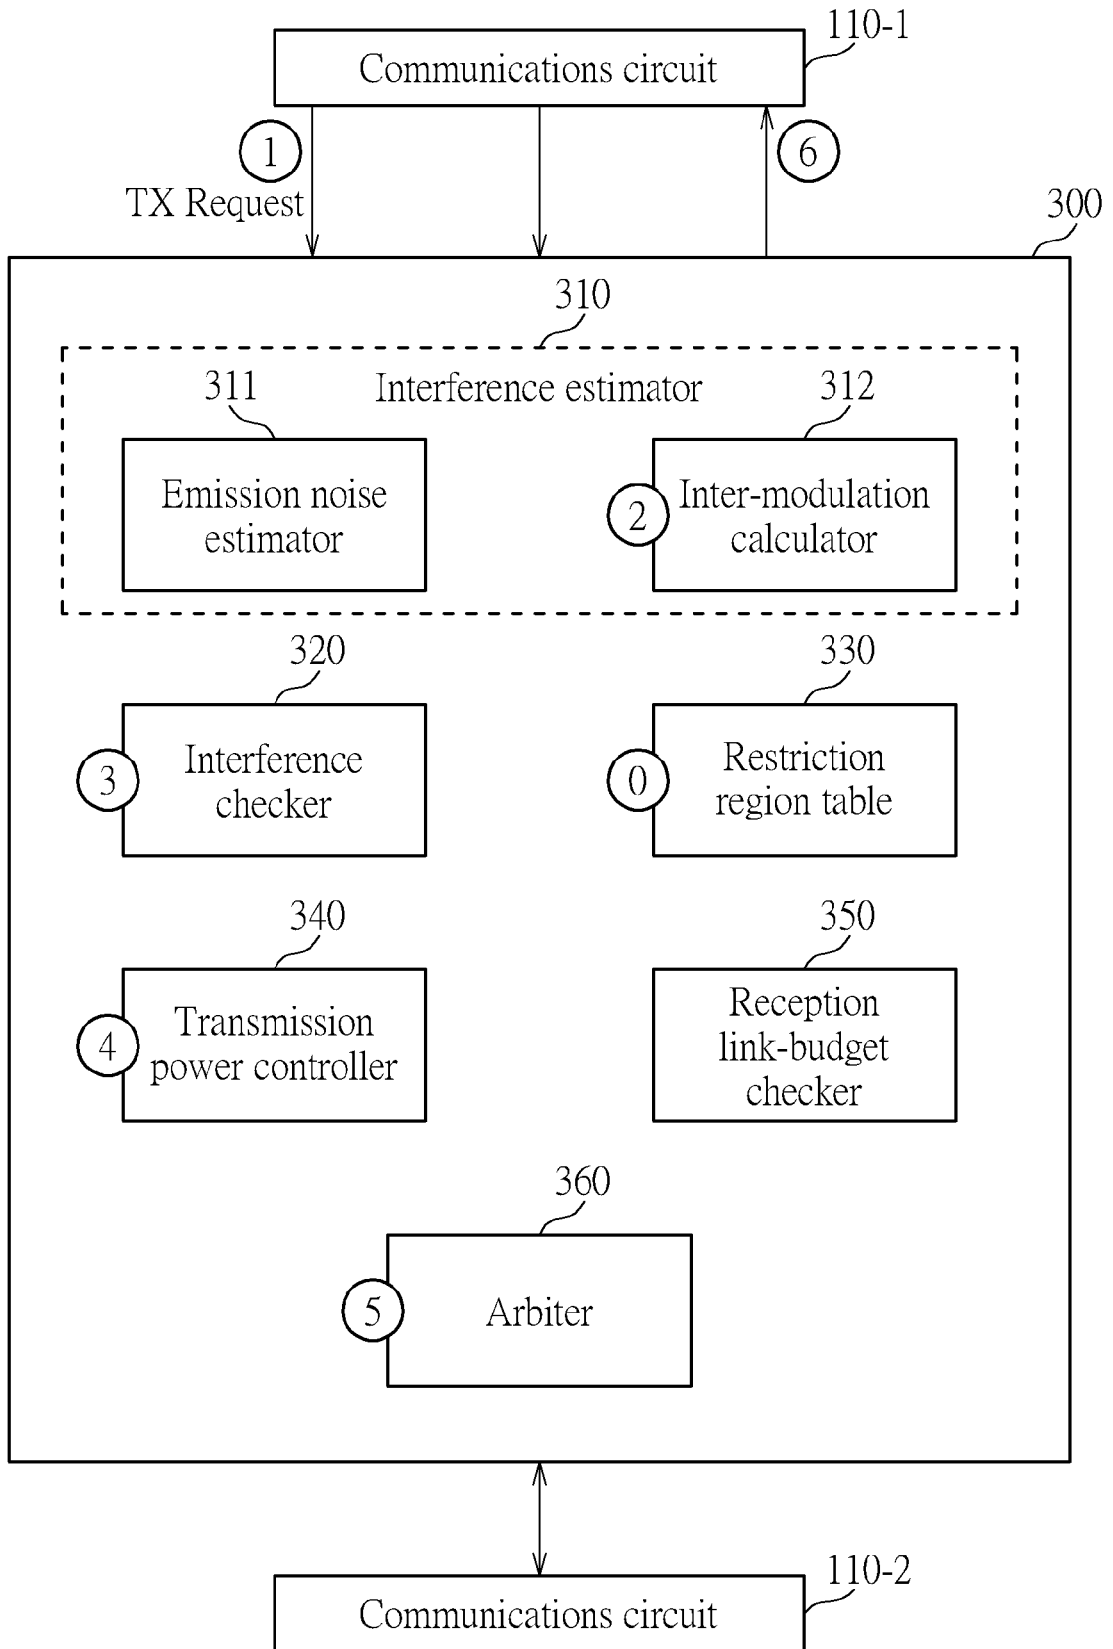 110-1
Communications circuit
1
6
TX Request
300
310
Interference estimator
311
312
Emission noise
estimator
2
Inter-modulation
calculator
320
330
3
Interference
checker
0
Restriction
region table
340
350
4
Transmission
power controller
Reception
link-budget
checker
360
5
Arbiter
110-2
Communications circuit